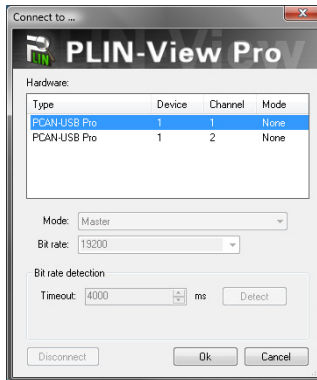 Connect to ...
PLIN-View Pro
LIN
Hardware:
Type Device Channel Mode
PCAN-USB Pro 1 1 None
PCAN-USB Pro 1 2 None
Mode: Master
Bit rate: 19200
Bit rate detection
Timeout: 4000 ms Detect
Disconnect Ok Cancel